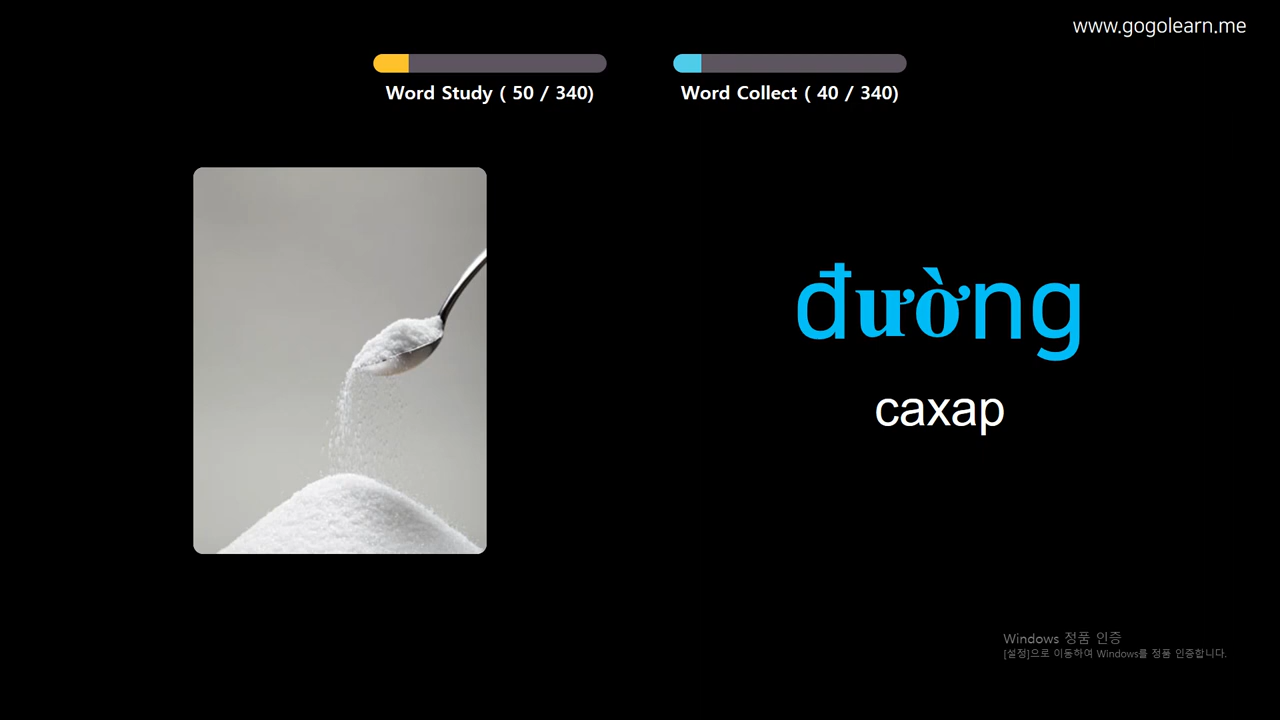 www.gogolearn.me
Word Study ( 50 / 340)
Word Collect ( 40 / 340)
đường
сахар
Windows 정품 인증
[설정]으로 이동하여 Windows를 정품 인증합니다.